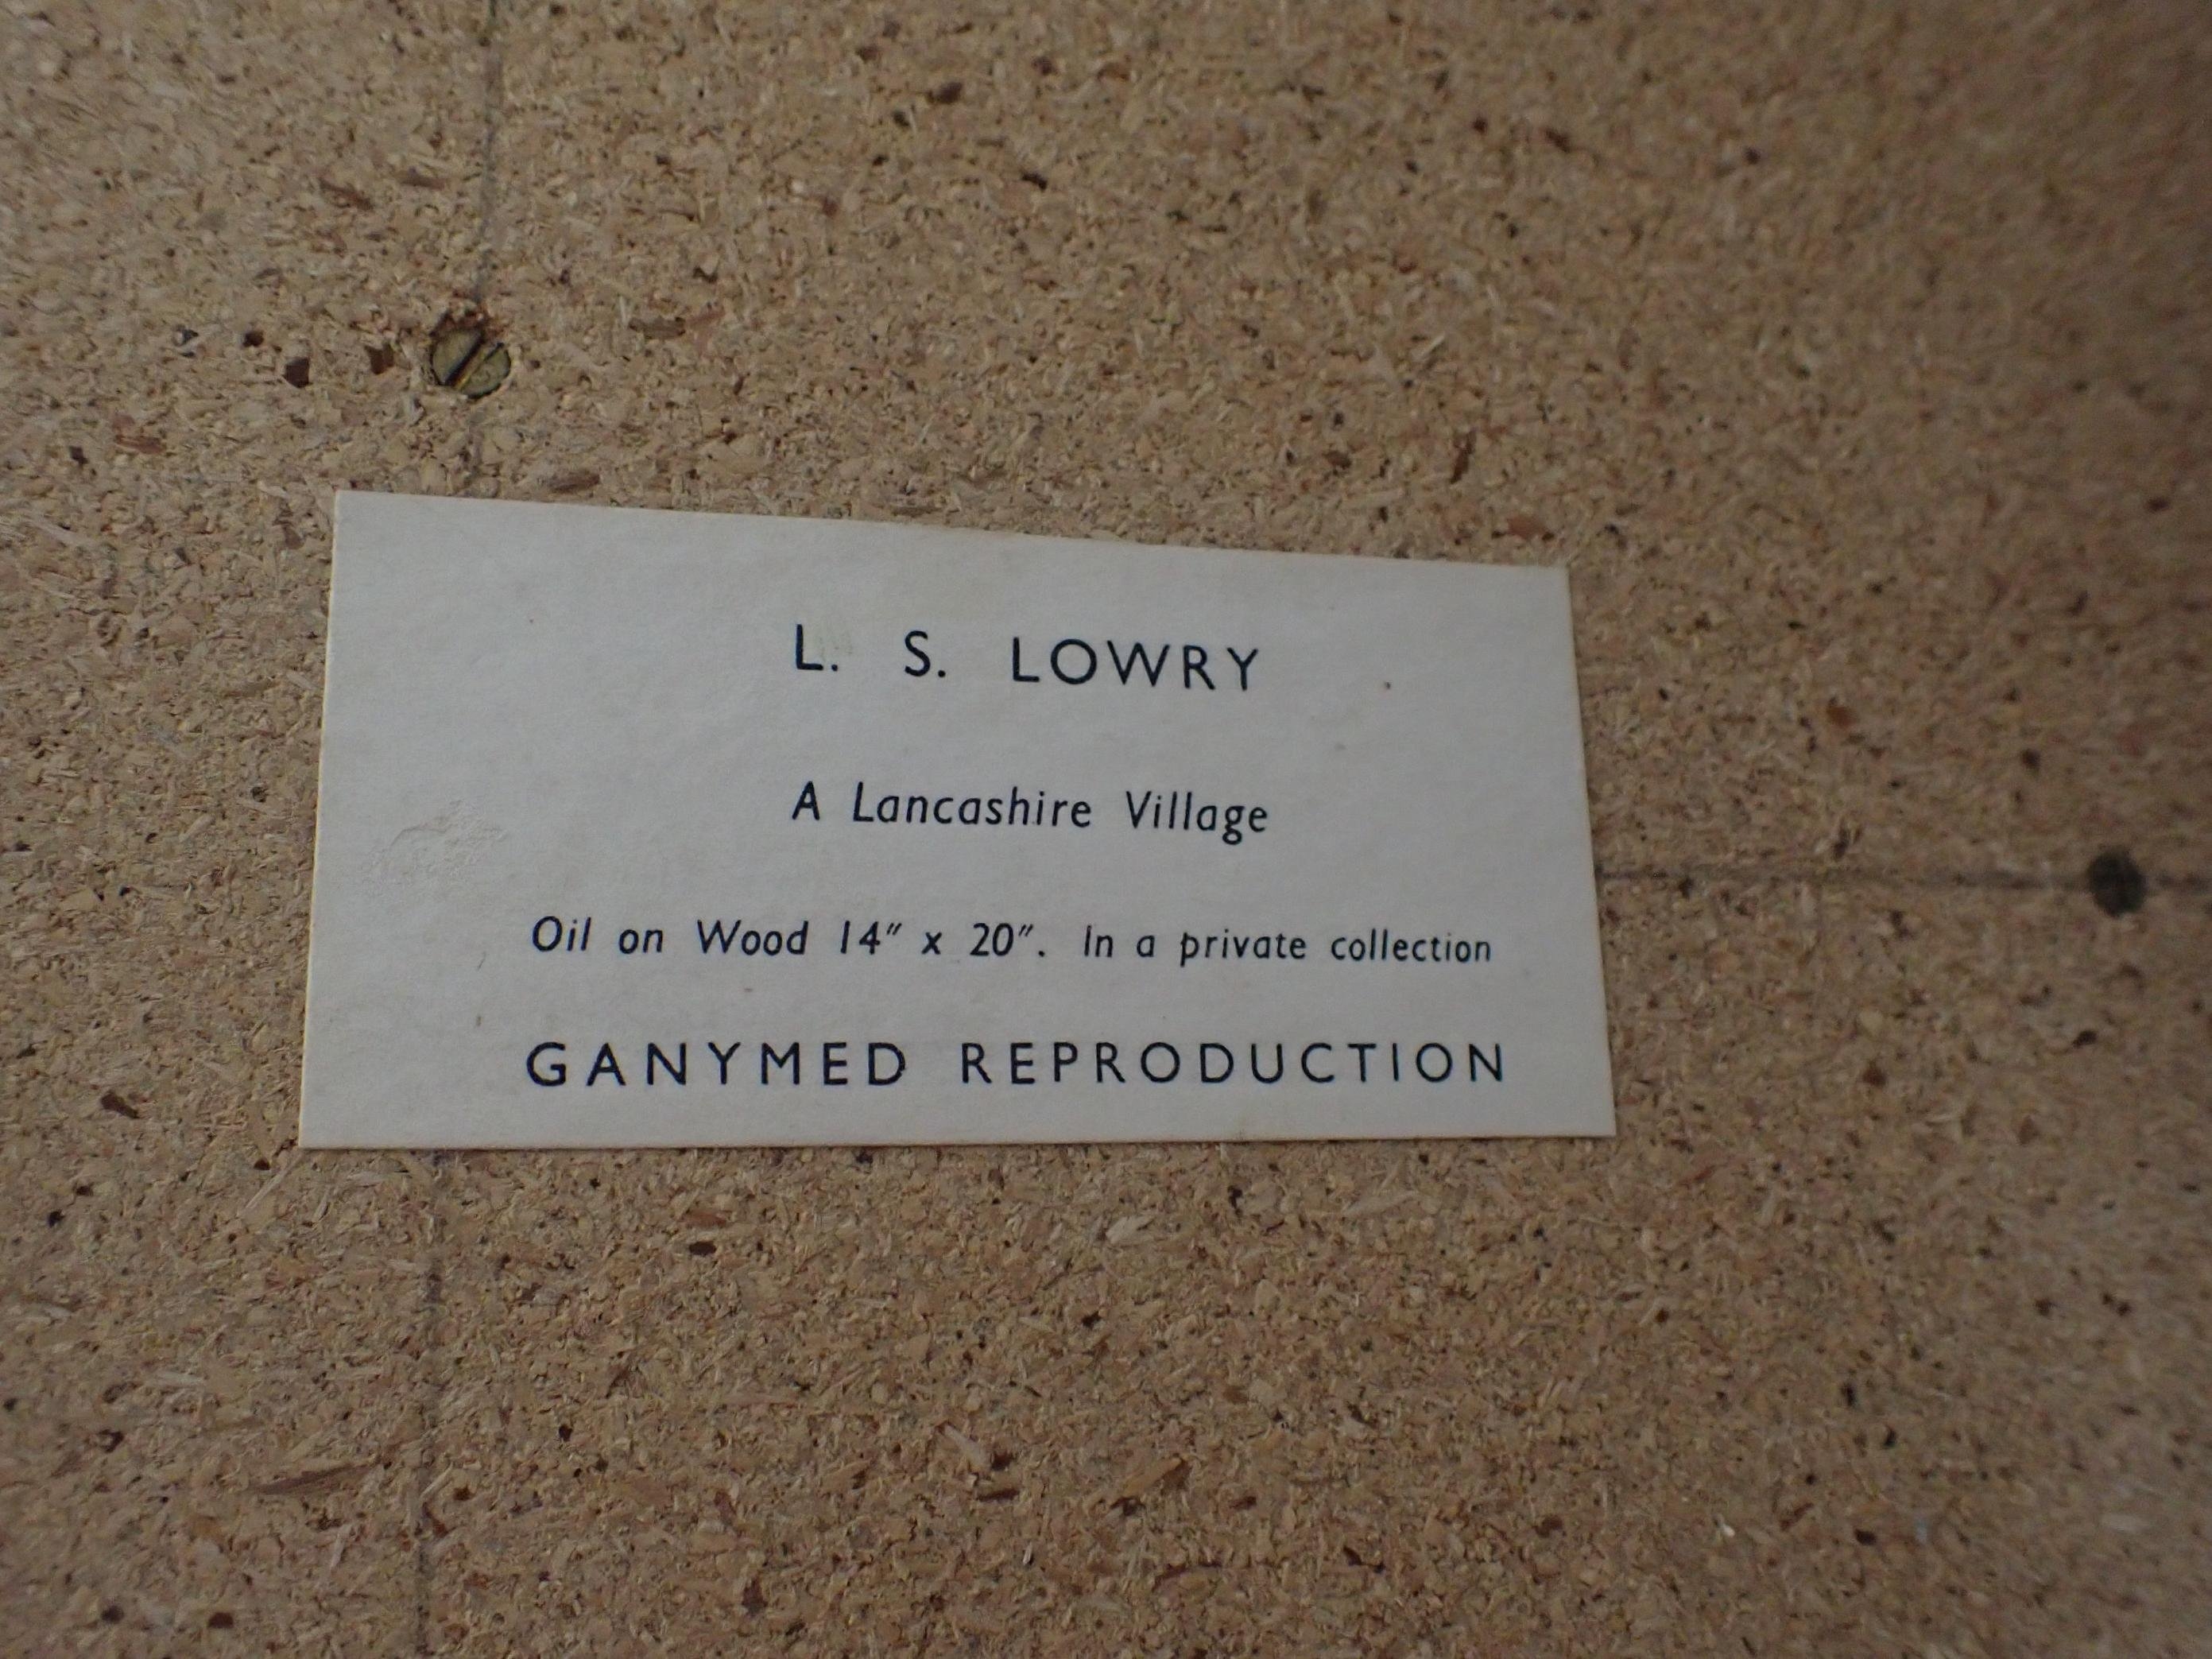 L. S. LOWRY
A Lancashire Village
Oil on Wood 14″ x 20″. In a private collection
GANYMED REPRODUCTION